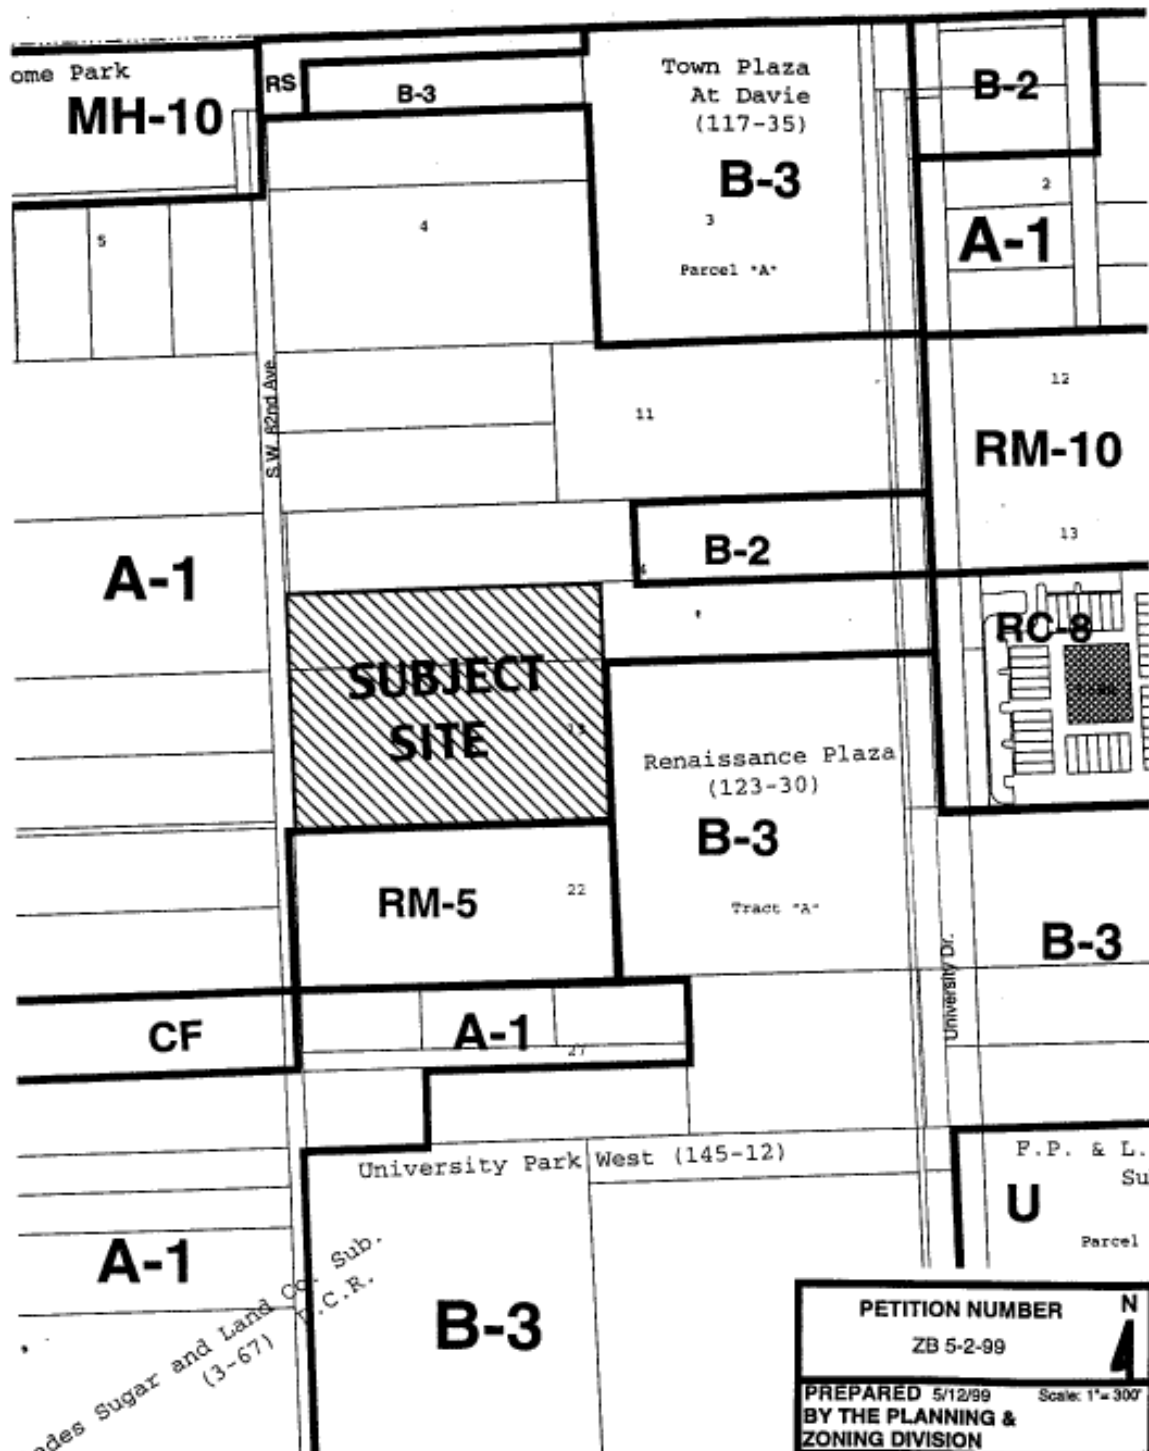 ome Park
MH-10
RS
B-3
Town Plaza
At Davie
(117-35)
B-3
3
Parcel "A"
B-2
2
A-1
5
4
S.W. 82nd Ave.
11
12
RM-10
13
A-1
B-2
RC-8
SUBJECT
SITE
Renaissance Plaza
(123-30)
B-3
Tract "A"
RM-5
22
University Dr.
B-3
CF
A-1
27
University Park West (145-12)
F.P. & L.
Su
U
Parcel
A-1
ades Sugar and Land Co. Sub.
(3-67) .C.R.
B-3
PETITION NUMBER
ZB 5-2-99
N
PREPARED 5/12/99 Scale: 1"= 300'
BY THE PLANNING &
ZONING DIVISION